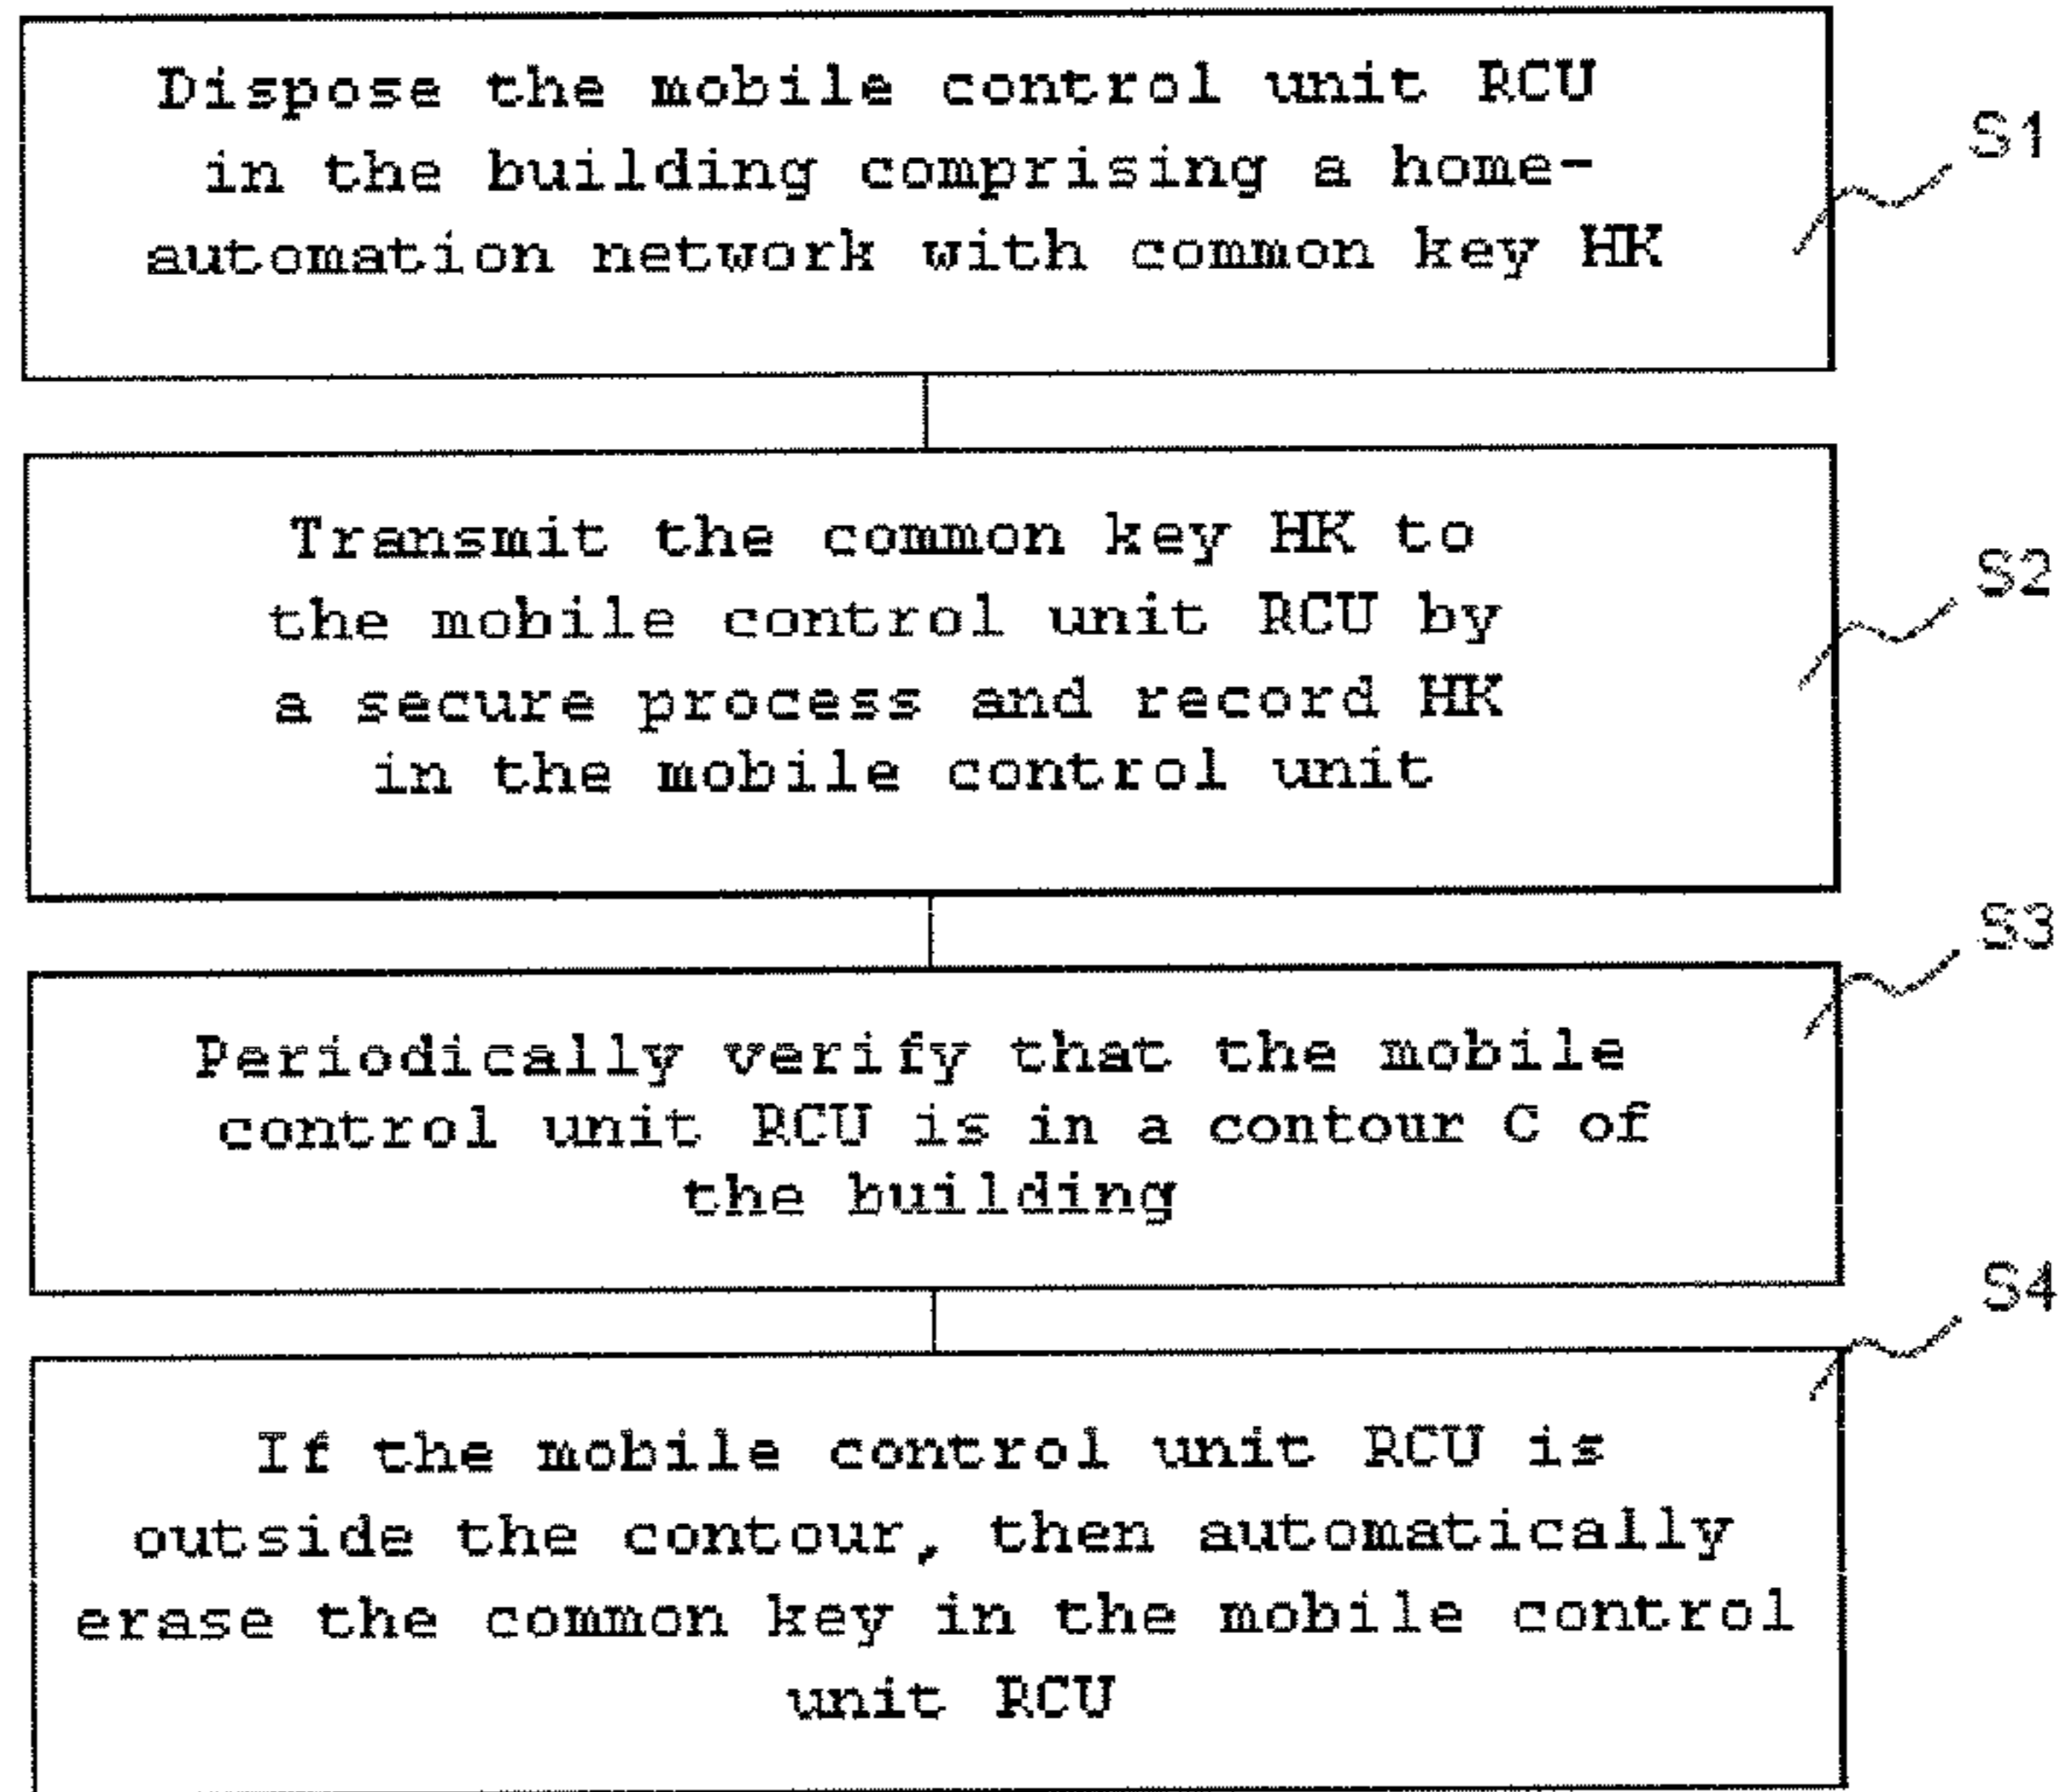 Dispose the mobile control unit RCU
in the building comprising a home-
automation network with common key HK
S1
Transmit the common key HK to
the mobile control unit RCU by
a secure process and record HK
in the mobile control unit
S2
Periodically verify that the mobile
control unit RCU is in a contour C of
the building
S3
If the mobile control unit RCU is
outside the contour, then automatically
erase the common key in the mobile control
unit RCU
S4